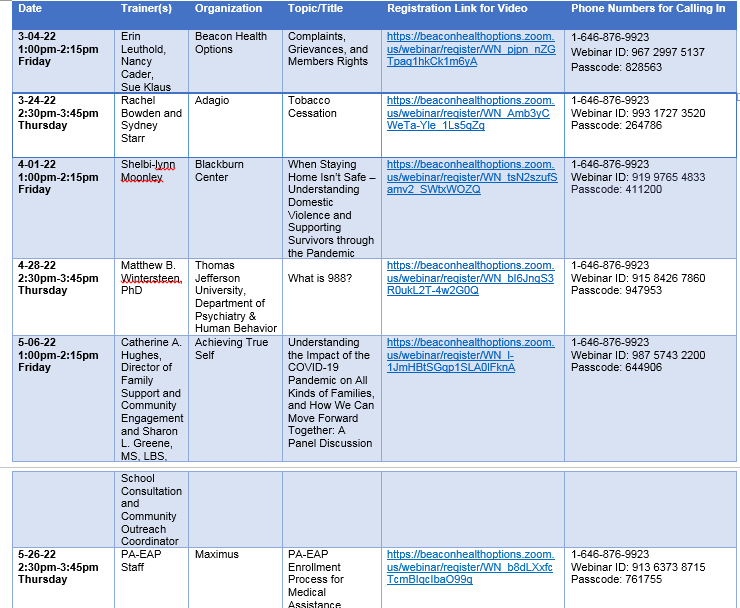 Date Trainer(s) Organization Topic/Title Registration Link for Video Phone Numbers for Calling In
3-04-22
1:00pm-2:15pm
Friday
Erin
Leuthold,
Nancy
Cader,
Sue Klaus
Beacon Health
Options
Complaints,
Grievances, and
Members Rights
https://beaconhealthoptions.zoom.
us/webinar/register/WN_pjpn_nZG
Tpag1hkCk1m6yA
1-646-876-9923
Webinar ID: 967 2997 5137
Passcode: 828563
3-24-22
2:30pm-3:45pm
Thursday
Rachel
Bowden and
Sydney
Starr
Adagio
Tobacco
Cessation
https://beaconhealthoptions.zoom.
us/webinar/register/WN_Amb3yC
WeTa-YIe_1Ls5gZg
1-646-876-9923
Webinar ID: 993 1727 3520
Passcode: 264786
4-01-22
1:00pm-2:15pm
Friday
Shelbi-lynn
Moonley
Blackburn
Center
When Staying
Home Isn't Safe –
Understanding
Domestic
Violence and
Supporting
Survivors through
the Pandemic
https://beaconhealthoptions.zoom.
us/webinar/register/WN_tsN2szufS
amv2_SWtxWOZQ
1-646-876-9923
Webinar ID: 919 9765 4833
Passcode: 411200
4-28-22
2:30pm-3:45pm
Thursday
Matthew B.
Wintersteen,
PhD
Thomas
Jefferson
University,
Department of
Psychiatry &
Human Behavior
What is 988?
https://beaconhealthoptions.zoom.
us/webinar/register/WN_bI6JnqS3
R0ukL2T-4w2G0Q
1-646-876-9923
Webinar ID: 915 8426 7860
Passcode: 947953
5-06-22
1:00pm-2:15pm
Friday
Catherine A.
Hughes,
Director of
Family
Support and
Community
Engagement
and Sharon
L. Greene,
MS, LBS,
Achieving True
Self
Understanding
the Impact of the
COVID-19
Pandemic on All
Kinds of Families,
and How We Can
Move Forward
Together: A
Panel Discussion
https://beaconhealthoptions.zoom.
us/webinar/register/WN_I-
1JmHBtSGqp1SLA0IFknA
1-646-876-9923
Webinar ID: 987 5743 2200
Passcode: 644906
School
Consultation
and
Community
Outreach
Coordinator
5-26-22
2:30pm-3:45pm
Thursday
PA-EAP
Staff
Maximus
PA-EAP
Enrollment
Process for
Medical
Assistance
https://beaconhealthoptions.zoom.
us/webinar/register/WN_b8dLXxfc
TcmBIqcIbaO99g
1-646-876-9923
Webinar ID: 913 6373 8715
Passcode: 761755